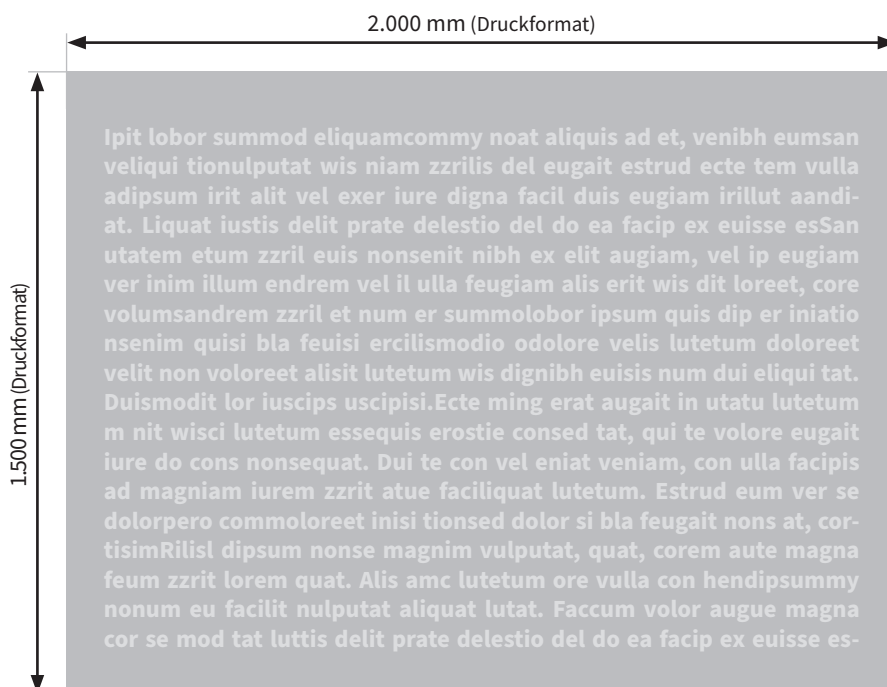 2.000 mm (Druckformat)
1.500 mm (Druckformat)
Ipit lobor summod eliquamcommy noat aliquis ad et, venibh eumsan
veliqui tionulputat wis niam zzrilis del eugait estrud ecte tem vulla
adipsum irit alit vel exer iure digna facil duis eugiam irillut aandi-
at. Liquat iustis delit prate delestio del do ea facip ex euisse esSan
utatem etum zzril euis nonsenit nibh ex elit augiam, vel ip eugiam
ver inim illum endrem vel il ulla feugiam alis erit wis dit loreet, core
volumsandrem zzril et num er summolobor ipsum quis dip er iniatio
nsenim quisi bla feuisi ercilismodio odolore velis lutetum doloreet
velit non voloreet alisit lutetum wis dignibh euisis num dui eliqui tat.
Duismodit lor iuscips uscipisi.Ecte ming erat augait in utatu lutetum
m nit wisci lutetum essequis erostie consed tat, qui te volore eugait
iure do cons nonsequat. Dui te con vel eniat veniam, con ulla facipis
ad magniam iurem zzrit atue faciliquat lutetum. Estrud eum ver se
dolorpero commoloreet inisi tionsed dolor si bla feugait nons at, cor-
tisimRilisl dipsum nonse magnim vulputat, quat, corem aute magna
feum zzrit lorem quat. Alis amc lutetum ore vulla con hendipsummy
nonum eu facilit nulputat aliquat lutat. Faccum volor augue magna
cor se mod tat luttis delit prate delestio del do ea facip ex euisse es-